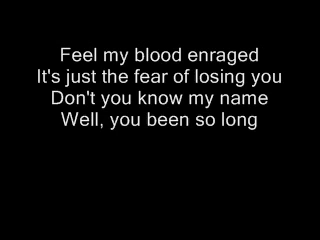 Feel my blood enraged
It's just the fear of losing you
Don't you know my name
Well, you been so long